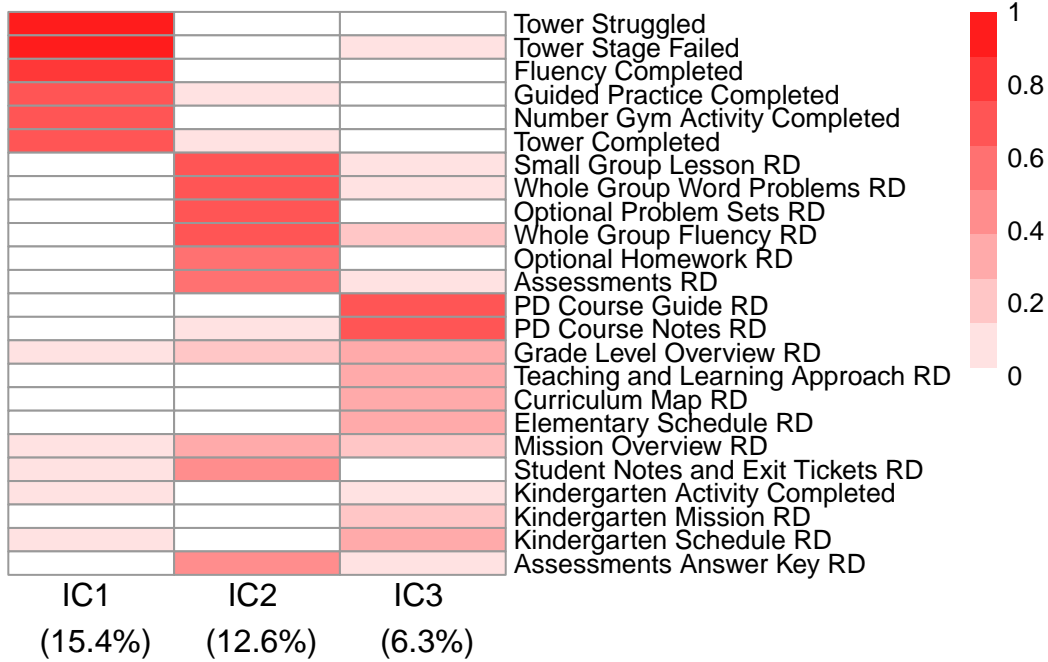 Tower Struggled
Tower Stage Failed
Fluency Completed
Guided Practice Completed
Number Gym Activity Completed
Tower Completed
Small Group Lesson RD
Whole Group Word Problems RD
Optional Problem Sets RD
Whole Group Fluency RD
Optional Homework RD
Assessments RD
PD Course Guide RD
PD Course Notes RD
Grade Level Overview RD
Teaching and Learning Approach RD
Curriculum Map RD
Elementary Schedule RD
Mission Overview RD
Student Notes and Exit Tickets RD
Kindergarten Activity Completed
Kindergarten Mission RD
Kindergarten Schedule RD
Assessments Answer Key RD
1
0.8
0.6
0.4
0.2
0
IC1 IC2 IC3
(15.4%) (12.6%) (6.3%)